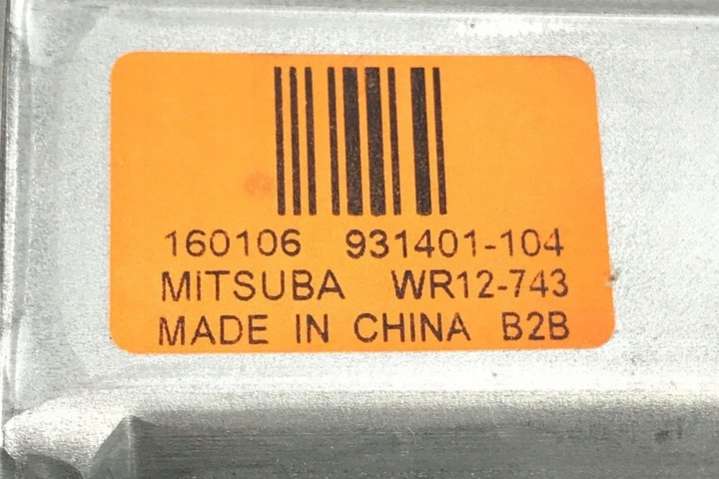 160106 931401-104
MITSUBA WR12-743
MADE IN CHINA B2B